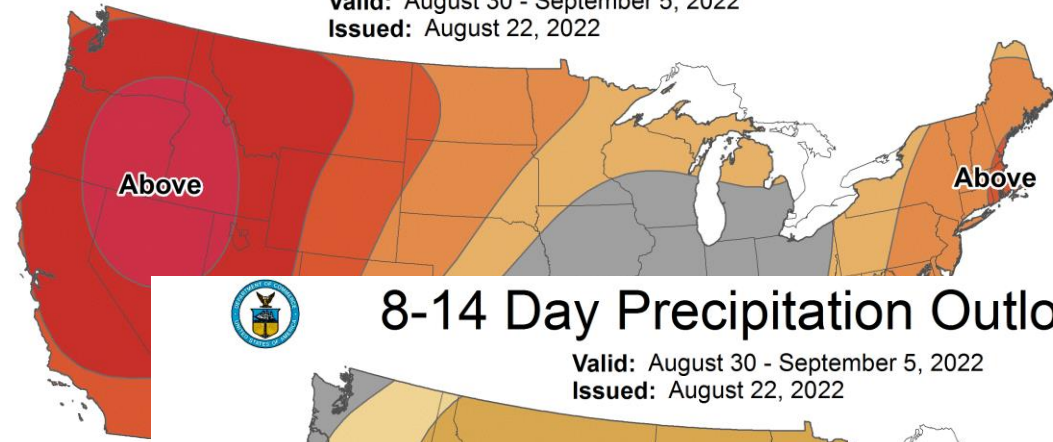 Valid: August 30 - September 5, 2022
Issued: August 22, 2022
Above
Above
8-14 Day Precipitation Outlo
Valid: August 30 - September 5, 2022
Issued: August 22, 2022